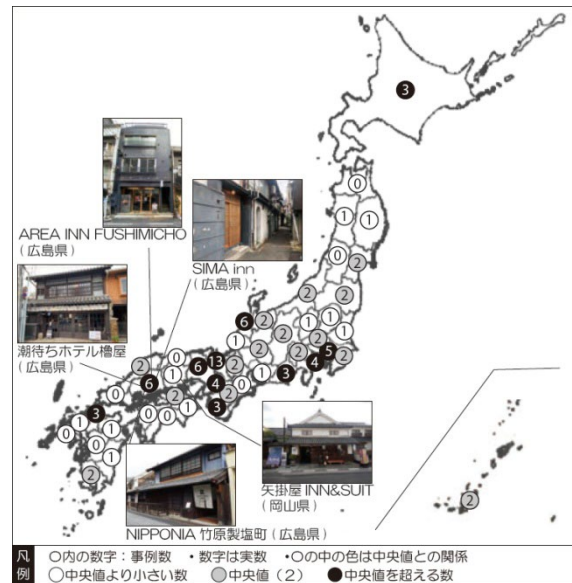 3
0
1 1
0 2
2 2
AREA INN FUSHIMICHO
(広島県)
SIMA inn
(広島県)
6 2 1 1
1 2 2 2
2 0 6 13 2 2 5 2
6 1 4 2 0 1 3 4
潮待ちホテル櫓屋
(広島県)
0 2 3 2
3 0 0 1
0 1 1
0 1
2
2
矢掛屋 INN&SUIT
(岡山県)
NIPPONIA 竹原製塩町 (広島県)
凡例
○内の数字:事例数 ・数字は実数 ・○の中の色は中央値との関係
中央値より小さい数 中央値(2) 中央値を超える数